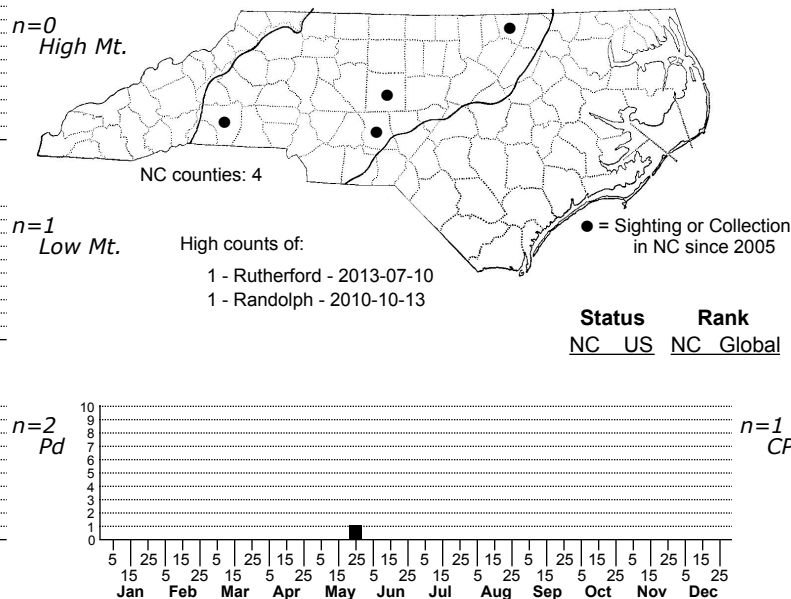 n=0
High Mt.
NC counties: 4
n=1
Low Mt.
High counts of:
1 - Rutherford - 2013-07-10
1 - Randolph - 2010-10-13
● = Sighting or Collection
in NC since 2005
Status Rank
NC US NC Global
n=2
Pd
n=1
CP
10
9
8
7
6
5
4
3
2
1
0
5 25 15 5 25 15 5 25 15 5 25 15 5 25 15 5 25 15
15 5 25 15 5 25 15 5 25 15 5 25 15 5 25 15 5 25
Jan Feb Mar Apr May Jun Jul Aug Sep Oct Nov Dec